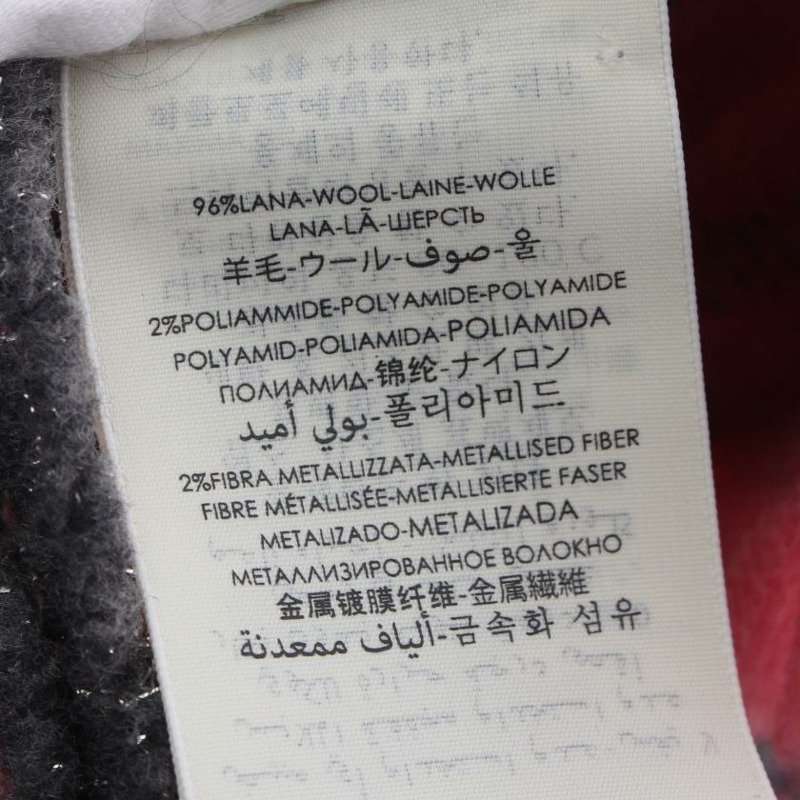 96%LANA-WOOL-LAINE-WOLLE
LANA-LÃ-ШЕРСТЬ
羊毛-ウール-صوف-울
2%POLIAMMIDE-POLYAMIDE-POLYAMIDE
POLYAMID-POLIAMIDA-POLIAMIDA
ПОЛИАМИД-锦纶-ナイロン
بولي أميد-폴리아미드
2%FIBRA METALLIZZATA-METALLISED FIBER
FIBRE MÉTALLISÉE-METALLISIERTE FASER
METALIZADO-METALIZADA
МЕТАЛЛИЗИРОВАННОЕ ВОЛОКНО
金属镀膜纤维-金属繊維
ألياف ممعدنة-금속화 섬유